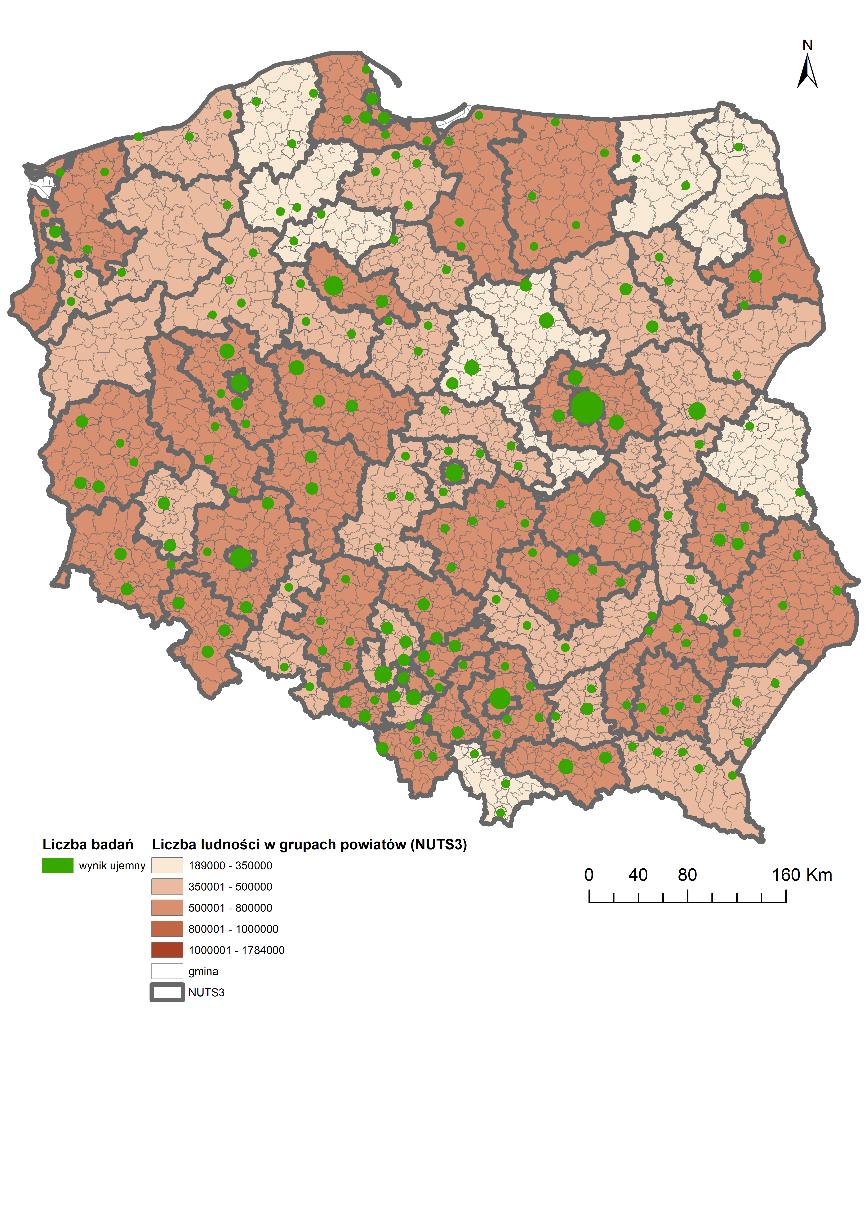 N
Liczba badań
wynik ujemny
Liczba ludności w grupach powiatów (NUTS3)
189000 - 350000
350001 - 500000
500001 - 800000
800001 - 1000000
1000001 - 1784000
gmina
NUTS3
0 40 80 160 Km